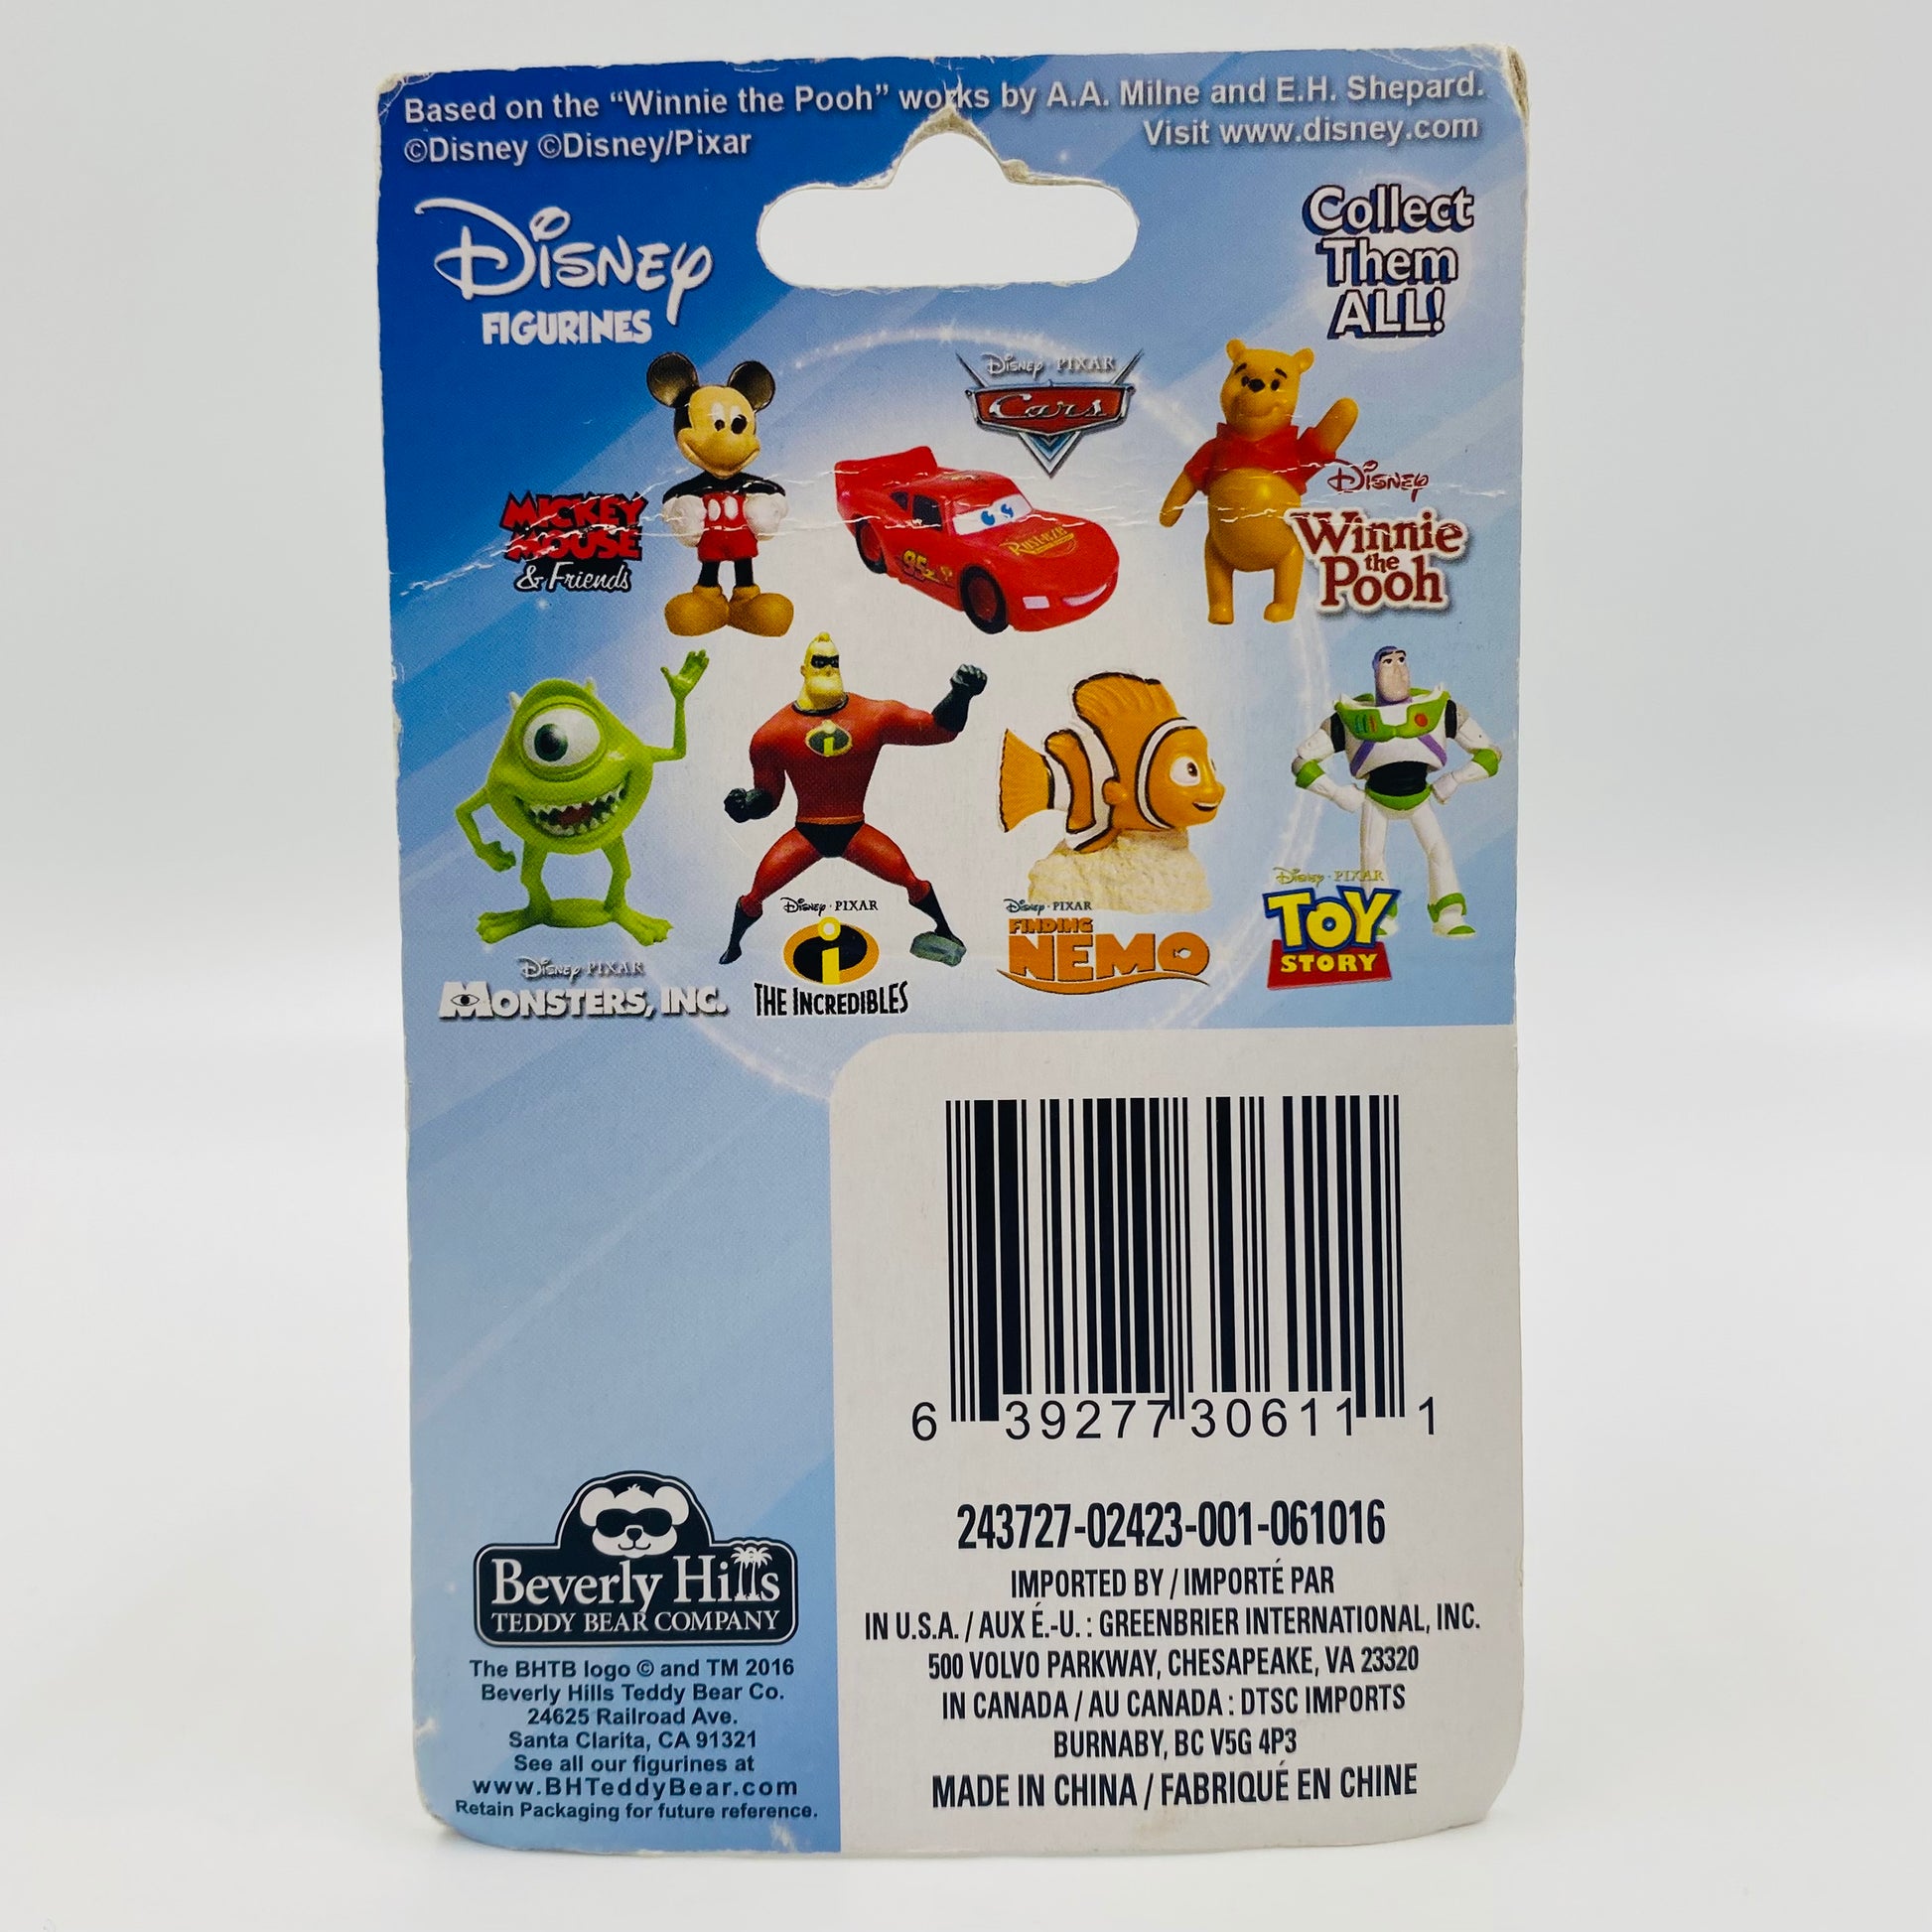 Based on the “Winnie the Pooh” works by A.A. Milne and E.H. Shepard.
©Disney ©Disney/Pixar
Visit www.disney.com
Disney
FIGURINES
Collect
Them
ALL!
MICKEY
MOUSE
& Friends
Disney · PIXAR
Cars
Rust-eze
95
Disney
Winnie
the
Pooh
Disney PIXAR
MONSTERS, INC.
Disney · PIXAR
THE INCREDIBLES
Disney · PIXAR
FINDING
NEMO
Disney · PIXAR
TOY
STORY
6 39277 30611 1
243727-02423-001-061016
IMPORTED BY / IMPORTÉ PAR
IN U.S.A. / AUX É.-U. : GREENBRIER INTERNATIONAL, INC.
500 VOLVO PARKWAY, CHESAPEAKE, VA 23320
IN CANADA / AU CANADA : DTSC IMPORTS
BURNABY, BC V5G 4P3
MADE IN CHINA / FABRIQUÉ EN CHINE
Beverly Hills
TEDDY BEAR COMPANY
The BHTB logo © and TM 2016
Beverly Hills Teddy Bear Co.
24625 Railroad Ave.
Santa Clarita, CA 91321
See all our figurines at
www.BHTeddyBear.com
Retain Packaging for future reference.